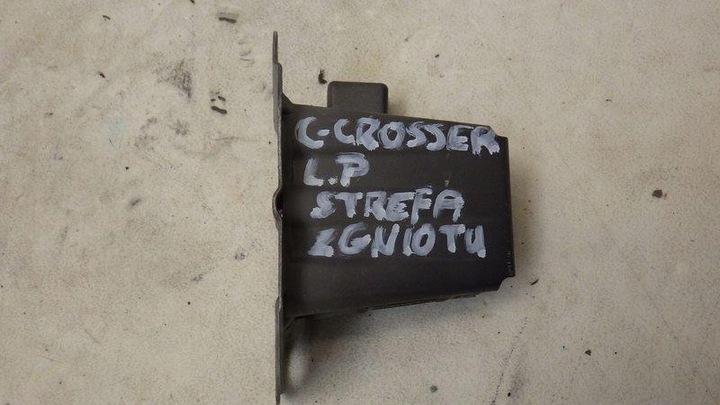 C-CROSSER
L.P
STREFA
ZGNIOTU